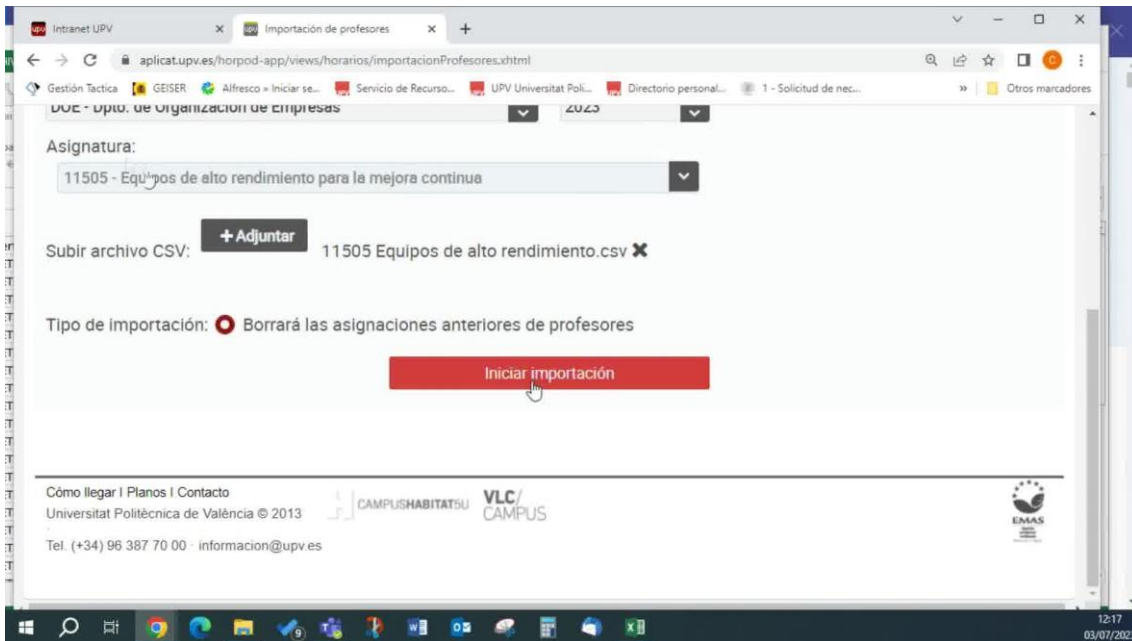 Intranet UPV
Importación de profesores
aplicat.upv.es/horpod-app/views/horarios/importacionProfesores.xhtml
Gestión Tactica GEISER Alfresco » Iniciar se... Servicio de Recurso... UPV Universitat Poli... Directorio personal... 1 - Solicitud de nec... » Otros marcadores
DOE - Dpto. de Organización de Empresas 2023
Asignatura:
11505 - Equipos de alto rendimiento para la mejora continua
Subir archivo CSV: +Adjuntar 11505 Equipos de alto rendimiento.csv
Tipo de importación: Borrará las asignaciones anteriores de profesores
Iniciar importación
Cómo llegar I Planos I Contacto
Universitat Politècnica de València © 2013
Tel. (+34) 96 387 70 00 · informacion@upv.es
CAMPUSHABITAT5U
VLC/
CAMPUS
EMAS
12:17
03/07/202